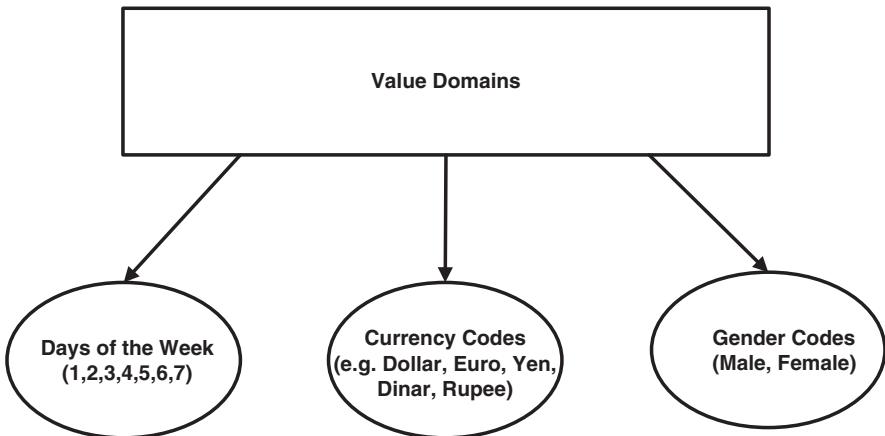 Value Domains
Days of the Week
(1,2,3,4,5,6,7)
Currency Codes
(e.g. Dollar, Euro, Yen,
Dinar, Rupee)
Gender Codes
(Male, Female)